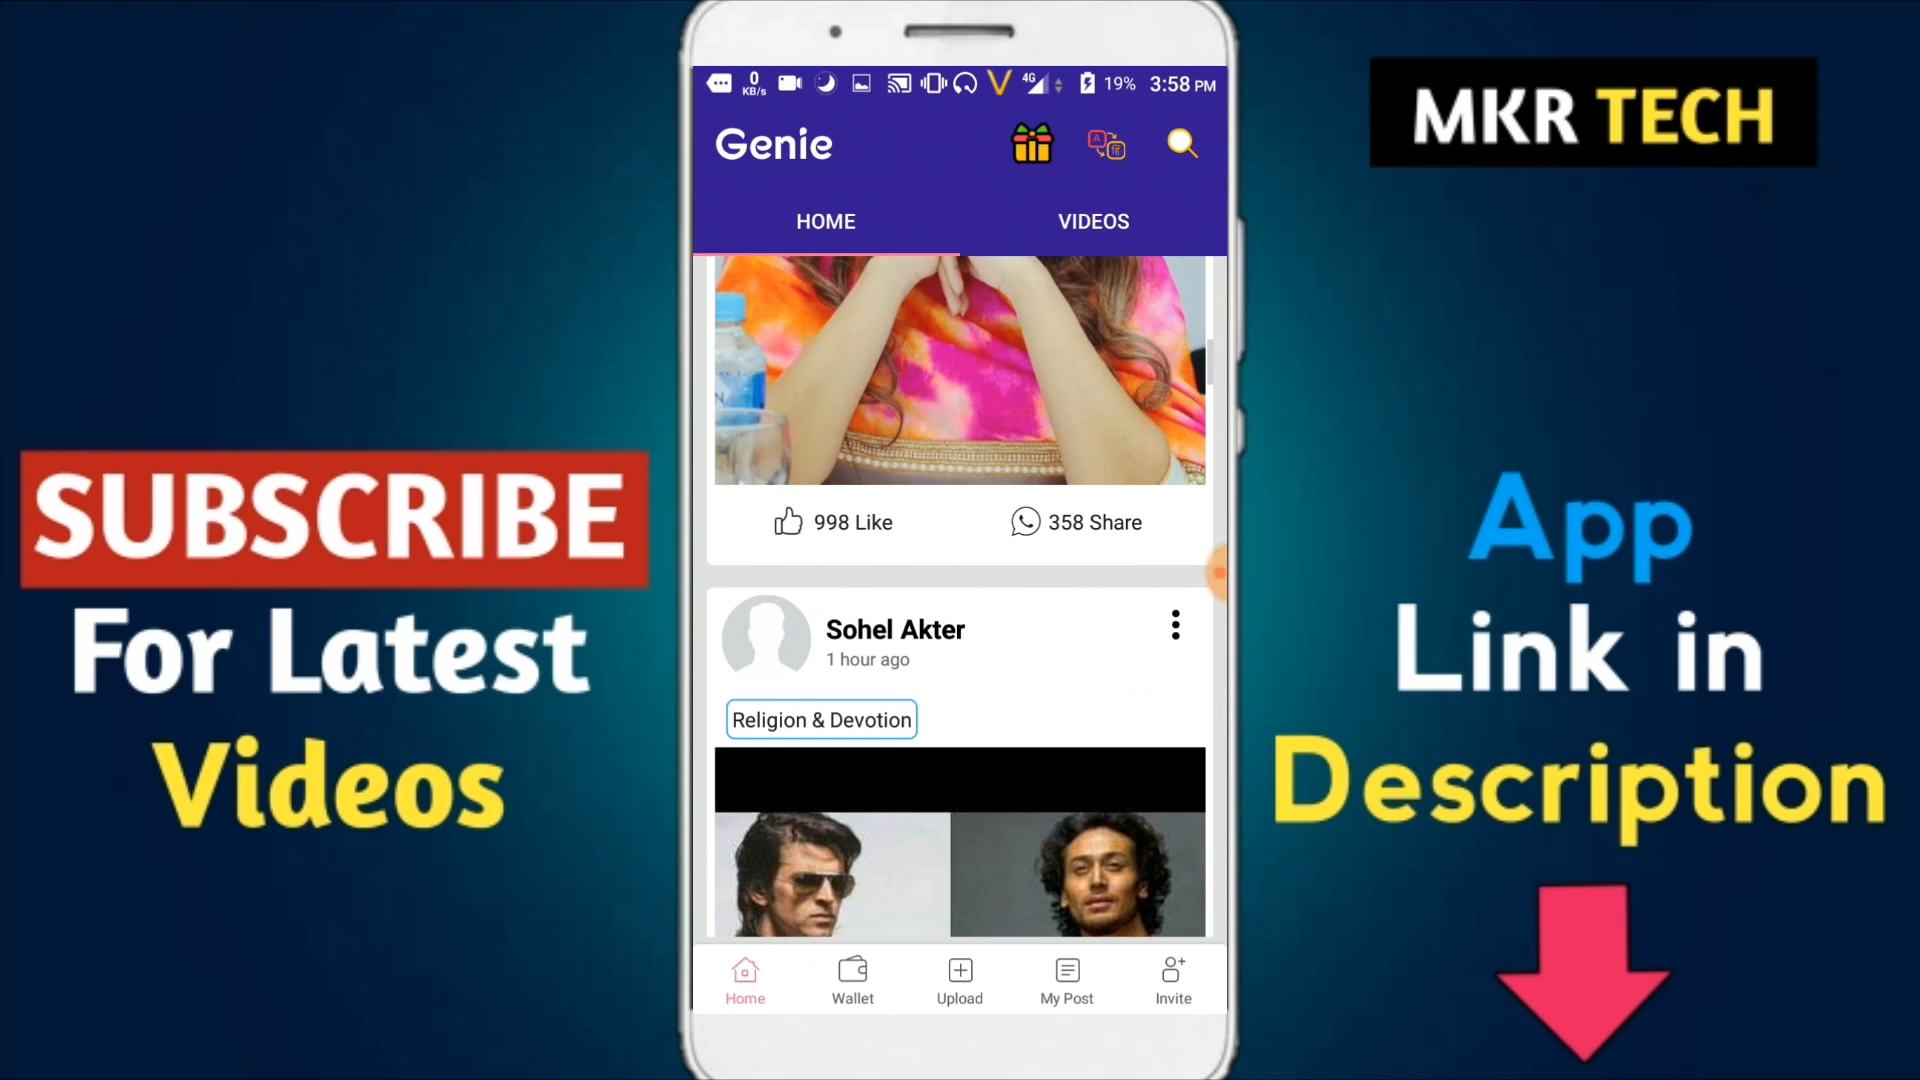 0
KB/s
4G
19%
3:58 PM
MKR TECH
Genie
HOME
VIDEOS
998 Like
358 Share
Sohel Akter
1 hour ago
Religion & Devotion
Home
Wallet
Upload
My Post
Invite
SUBSCRIBE
For Latest
Videos
App
Link in
Description